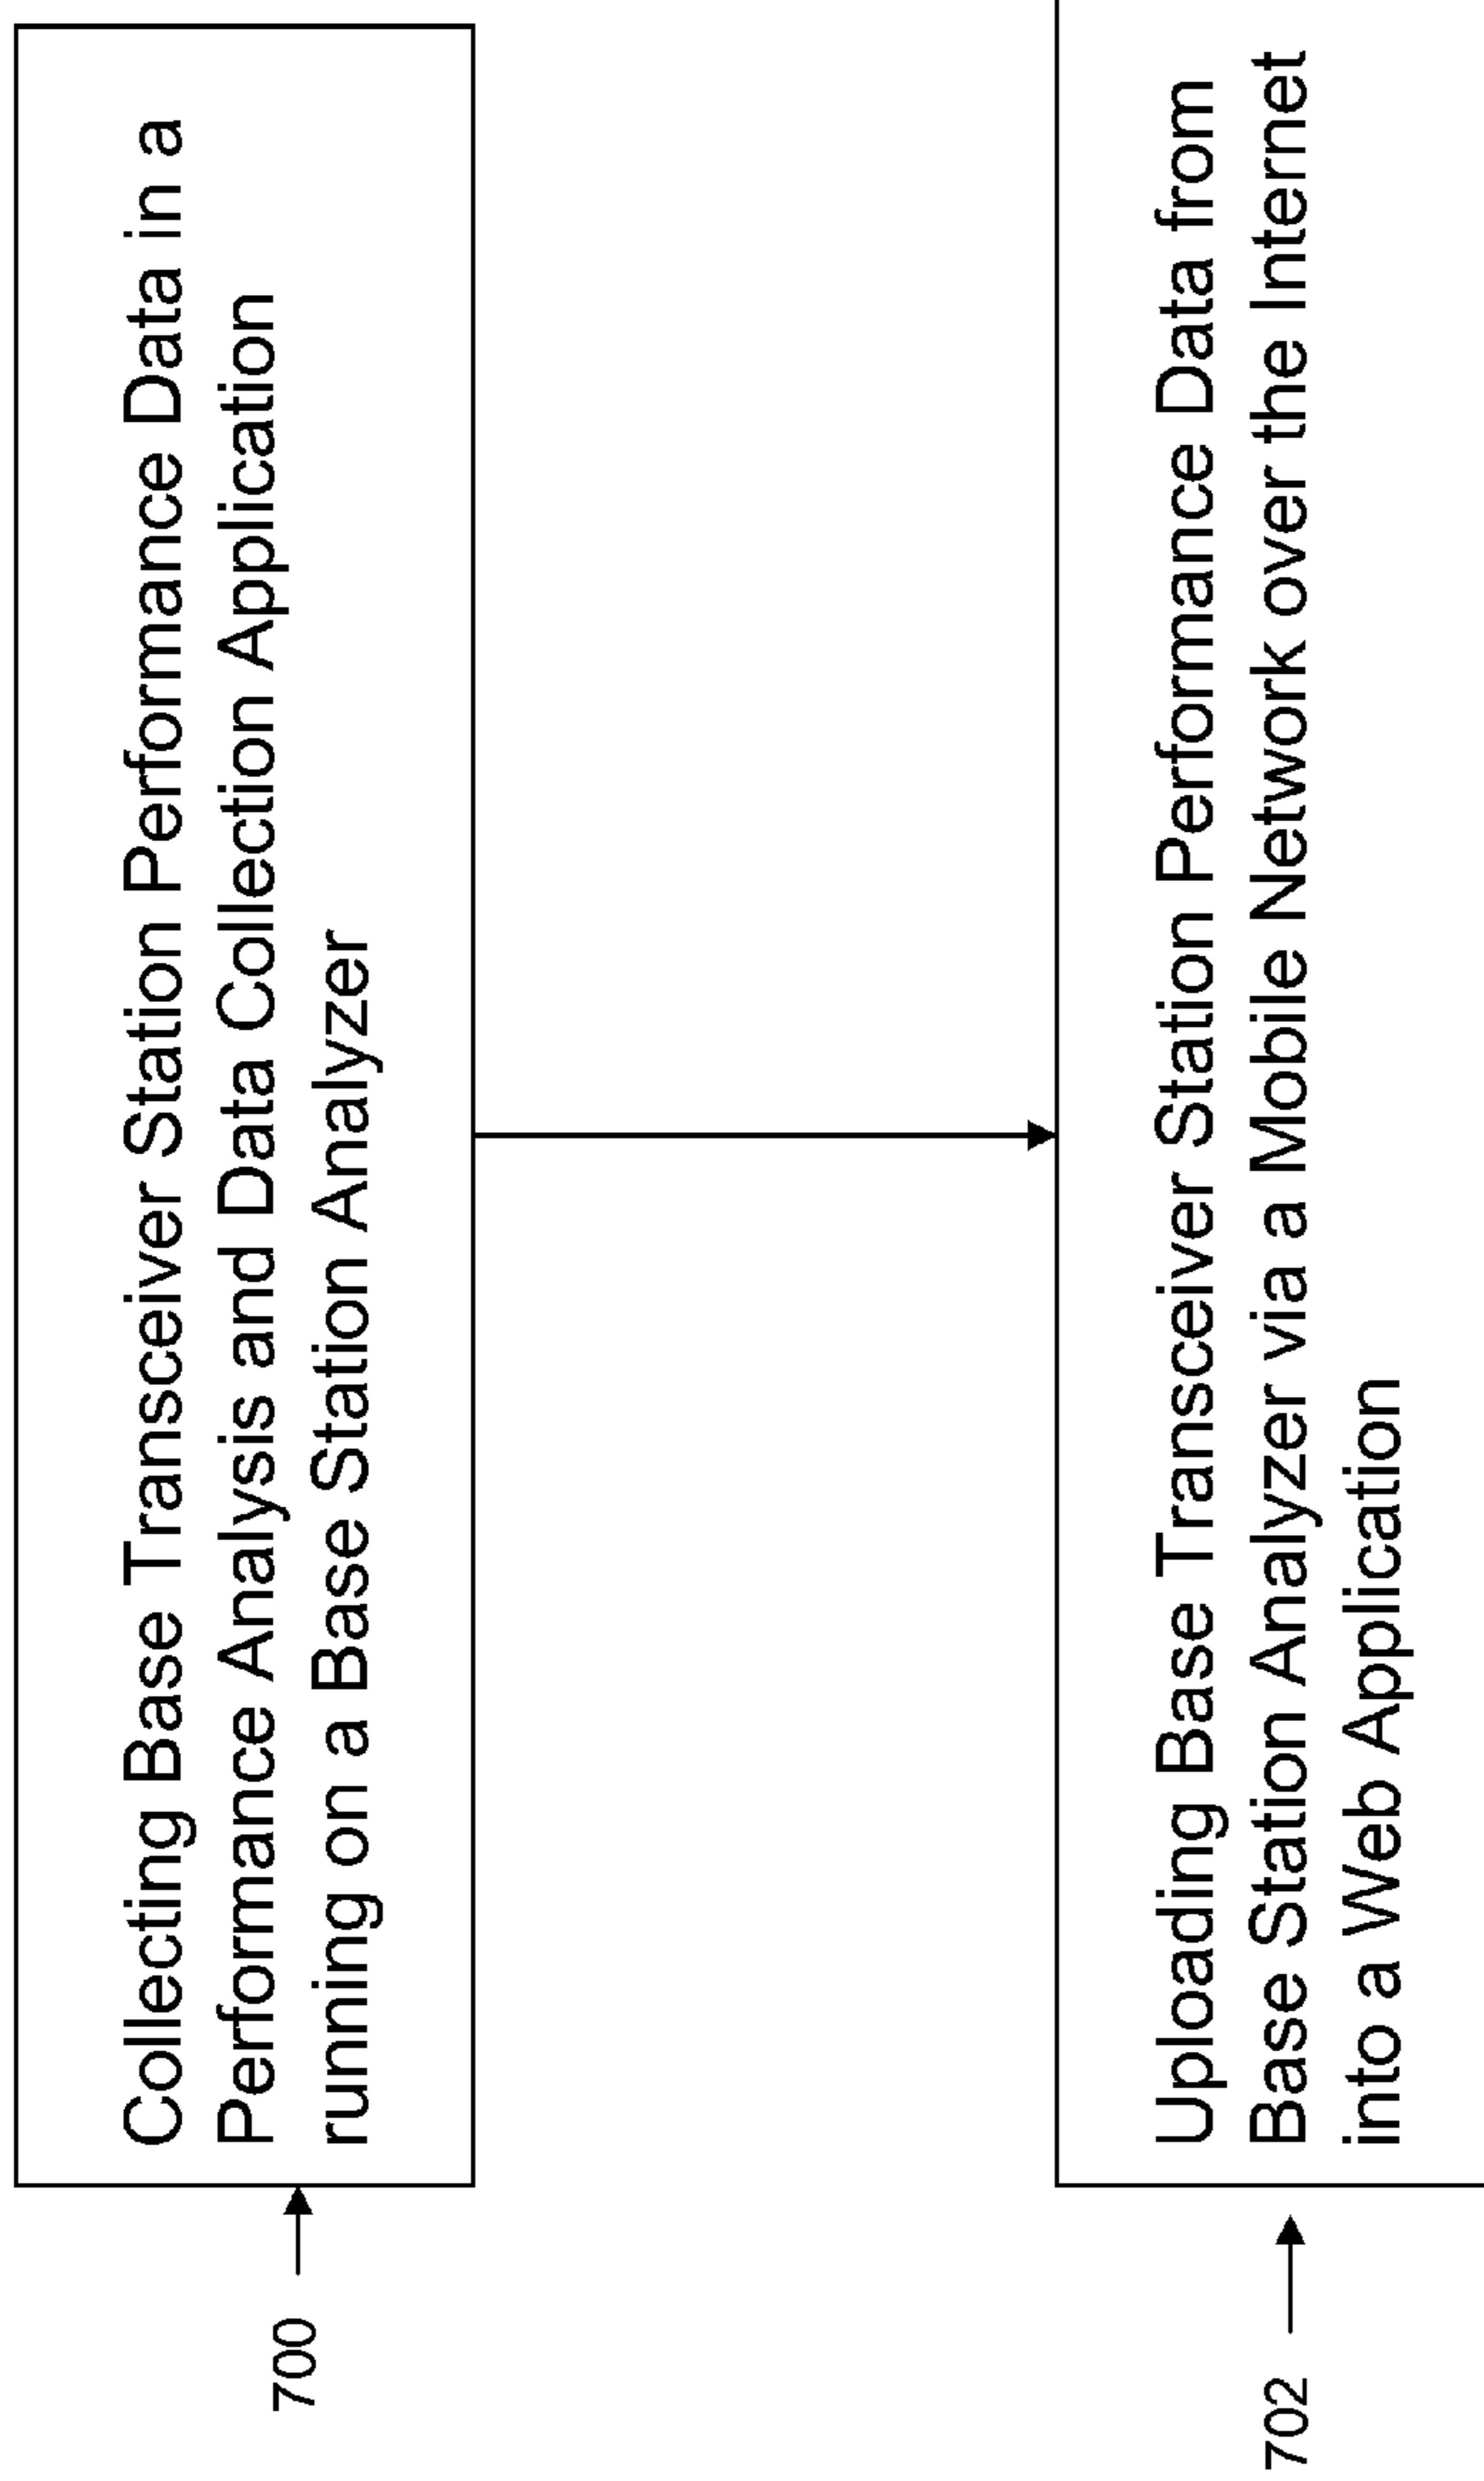 700
Collecting Base Transceiver Station Performance Data in a
Performance Analysis and Data Collection Application
running on a Base Station Analyzer
702
Uploading Base Transceiver Station Performance Data from
Base Station Analyzer via a Mobile Network over the Internet
into a Web Application